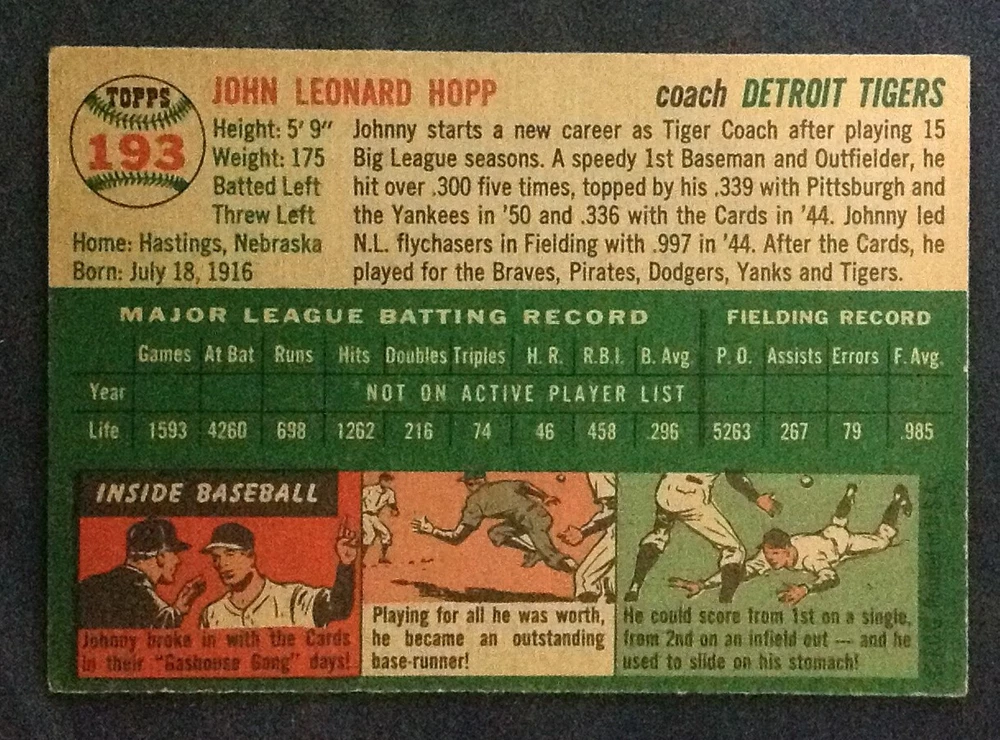 TOPPS
193
JOHN LEONARD HOPP
coach DETROIT TIGERS
Height: 5' 9"
Weight: 175
Batted Left
Threw Left
Home: Hastings, Nebraska
Born: July 18, 1916
Johnny starts a new career as Tiger Coach after playing 15
Big League seasons. A speedy 1st Baseman and Outfielder, he
hit over .300 five times, topped by his .339 with Pittsburgh and
the Yankees in '50 and .336 with the Cards in '44. Johnny led
N.L. flychasers in Fielding with .997 in '44. After the Cards, he
played for the Braves, Pirates, Dodgers, Yanks and Tigers.
MAJOR LEAGUE BATTING RECORD FIELDING RECORD
Games At Bat Runs Hits Doubles Triples H. R. R.B.I. B. Avg P. O. Assists Errors F. Avg.
Year NOT ON ACTIVE PLAYER LIST
Life 1593 4260 698 1262 216 74 46 458 .296 5263 267 79 .985
INSIDE BASEBALL
Johnny broke in with the Cards
in their "Gashouse Gang" days!
Playing for all he was worth,
he became an outstanding
base-runner!
He could score from 1st on a single,
from 2nd on an infield out — and he
used to slide on his stomach!